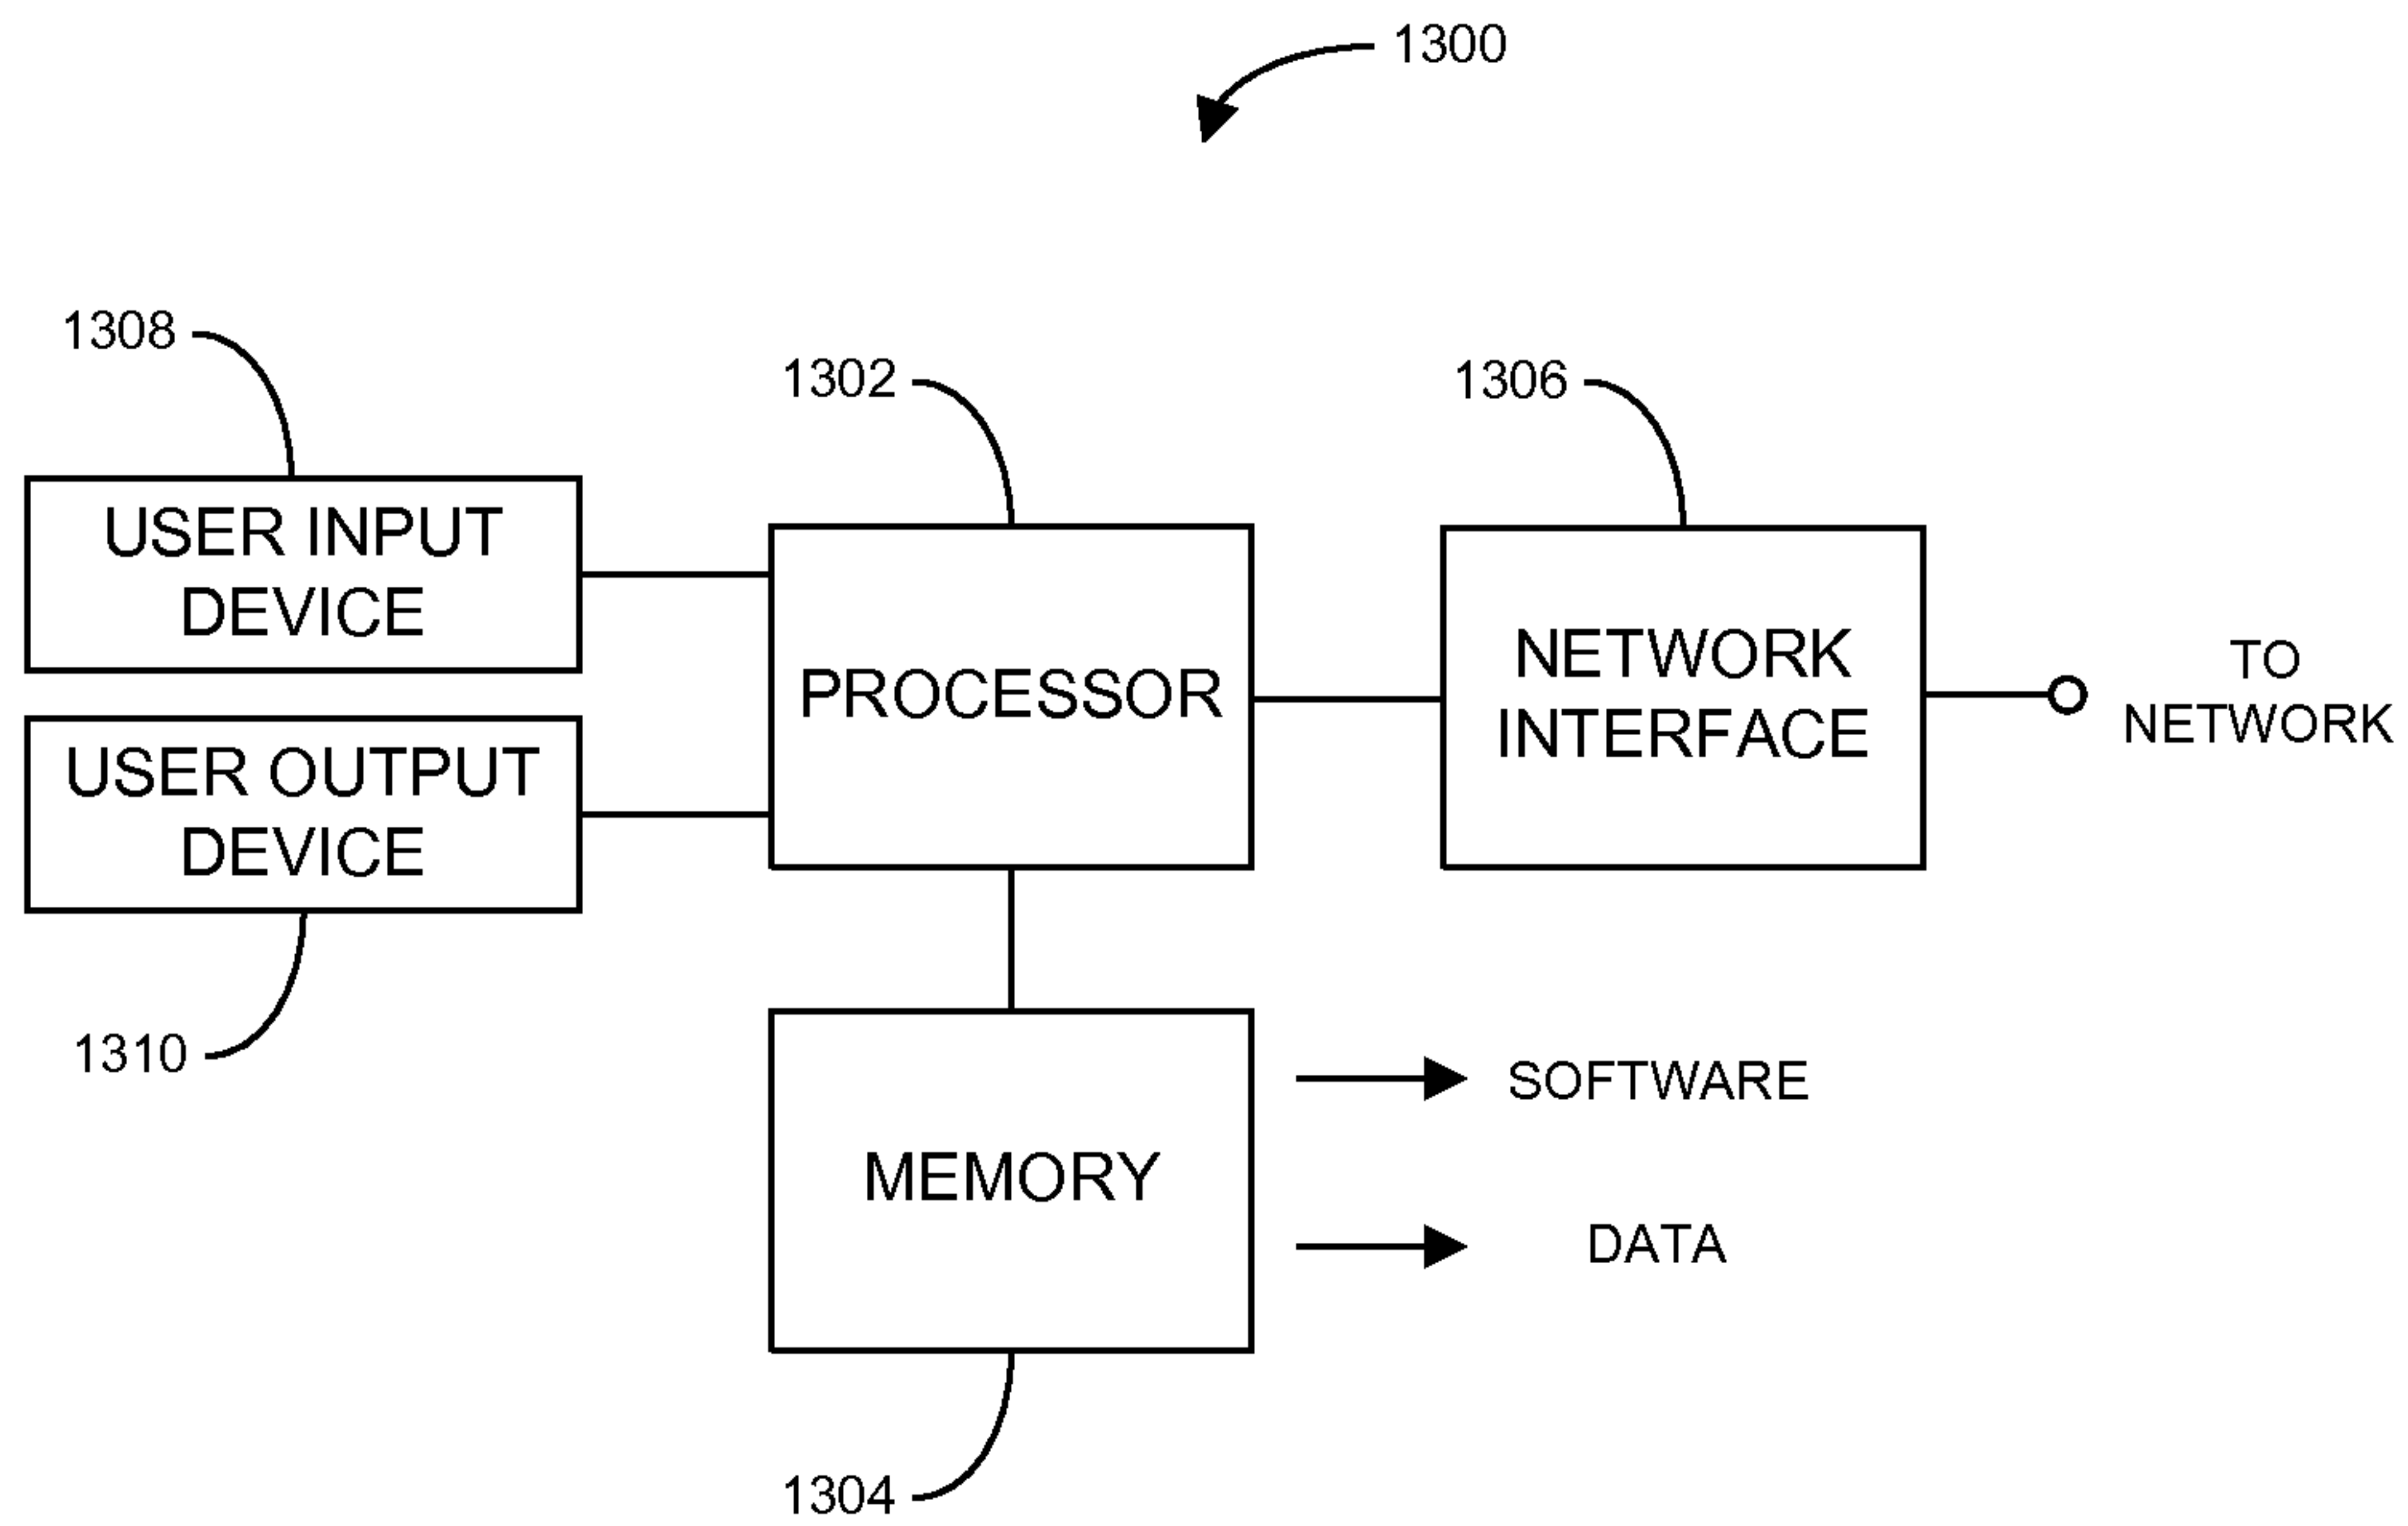 1300
1308
1302
1306
USER INPUT
DEVICE
PROCESSOR
NETWORK
INTERFACE
TO
NETWORK
USER OUTPUT
DEVICE
1310
MEMORY
SOFTWARE
DATA
1304